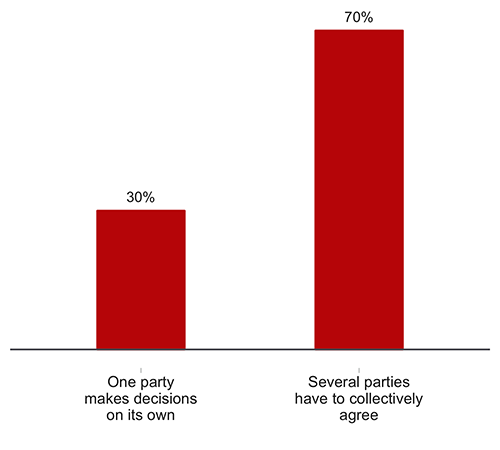 70%
30%
One party
makes decisions
on its own
Several parties
have to collectively
agree